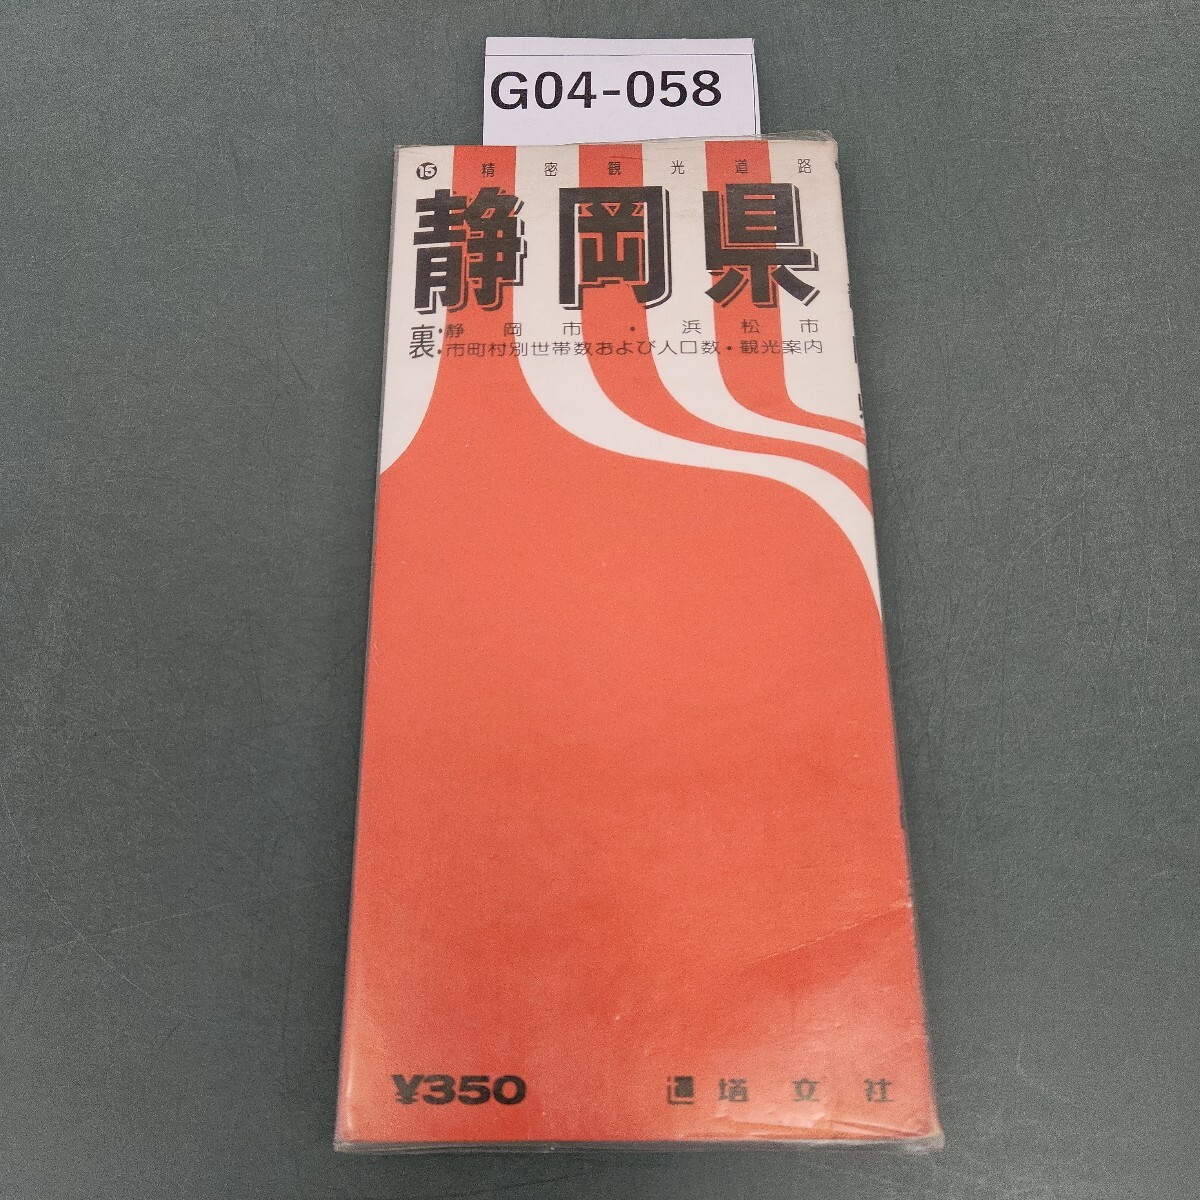 G04-058
⑮ 精密観光道路
静岡県
裏・静岡市・浜松市
・市町村別世帯数および人口数・観光案内
¥350
塔文社